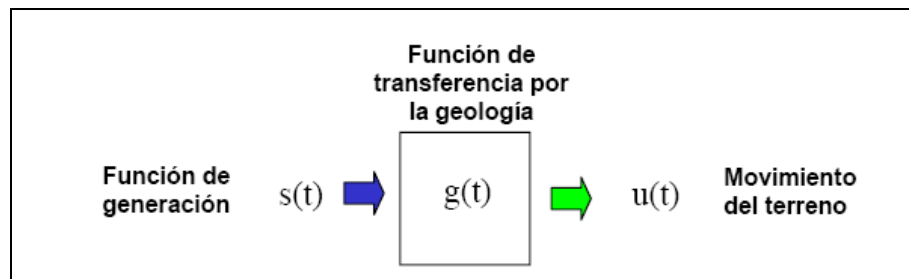 Función de
transferencia por
la geología
Función de
generación
s(t)
g(t)
u(t)
Movimiento
del terreno